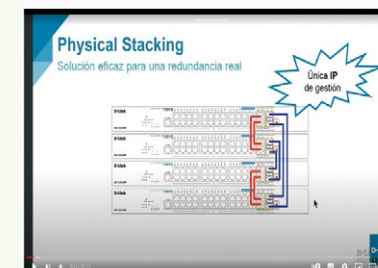 Physical Stacking
Solución eficaz para una redundancia real
Única IP
de gestión
D-Link
D-Link
D-Link
D-Link